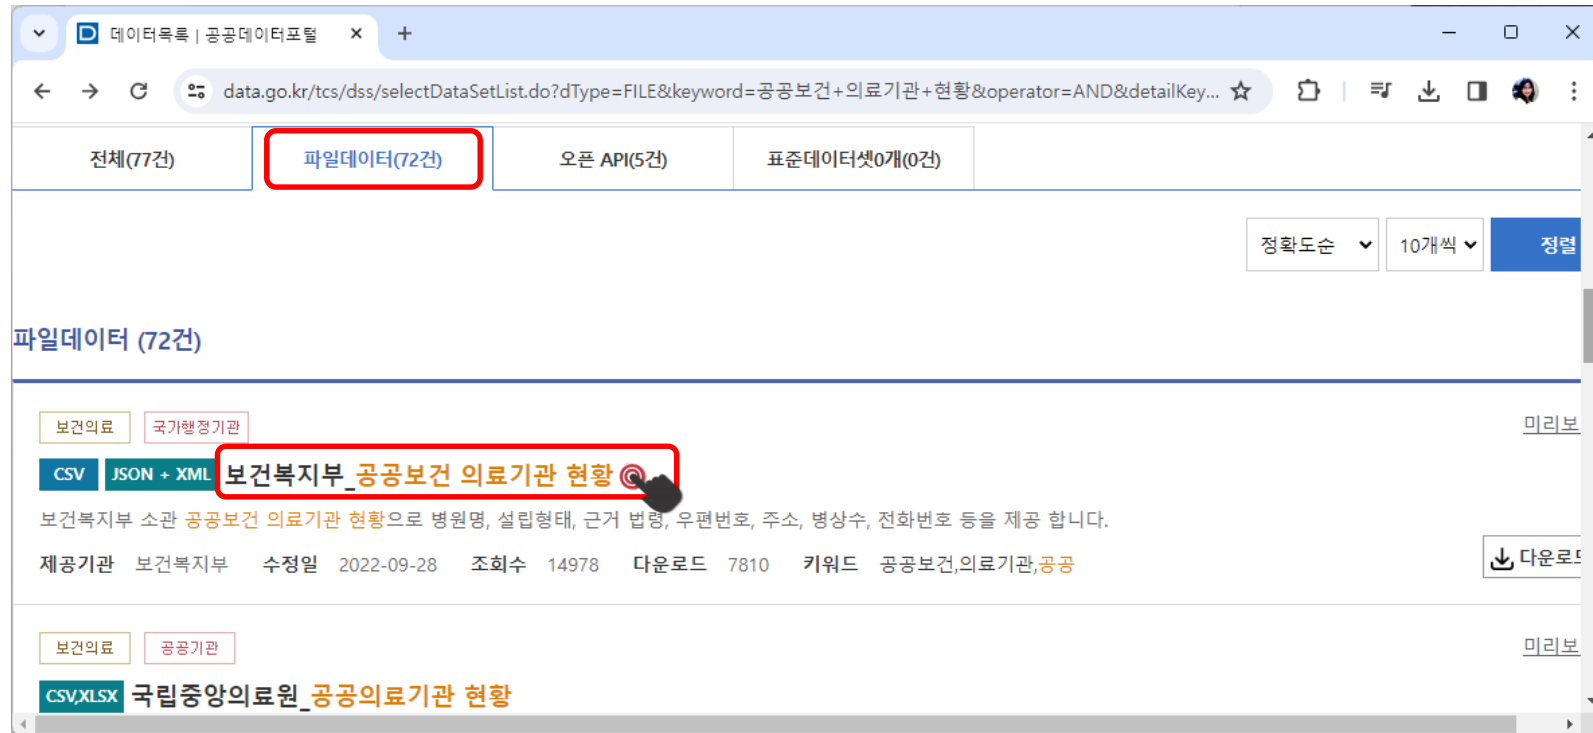 데이터목록 | 공공데이터포털
data.go.kr/tcs/dss/selectDataSetList.do?dType=FILE&keyword=공공보건+의료기관+현황&operator=AND&detailKey...
전체(77건) 파일데이터(72건) 오픈 API(5건) 표준데이터셋0개(0건)
정확도순 10개씩 정렬
파일데이터 (72건)
보건의료 국가행정기관 미리보
CSV JSON + XML 보건복지부_공공보건 의료기관 현황
보건복지부 소관 공공보건 의료기관 현황으로 병원명, 설립형태, 근거 법령, 우편번호, 주소, 병상수, 전화번호 등을 제공 합니다.
제공기관 보건복지부 수정일 2022-09-28 조회수 14978 다운로드 7810 키워드 공공보건,의료기관,공공 다운로드
보건의료 공공기관 미리보
CSV,XLSX 국립중앙의료원_공공의료기관 현황